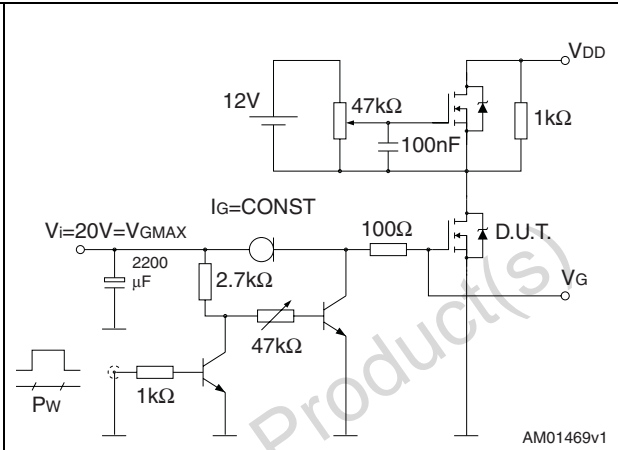 VDD
12V
47kΩ
1kΩ
100nF
IG=CONST
Vi=20V=VGMAX
100Ω
D.U.T.
2200
μF
2.7kΩ
VG
47kΩ
1kΩ
PW
Product(s)
AM01469v1